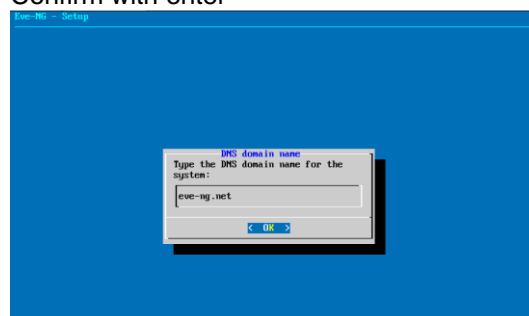 Confirm with enter
Eve-NG - Setup
DNS domain name
Type the DNS domain name for the
system:
eve-ng.net
< OK >